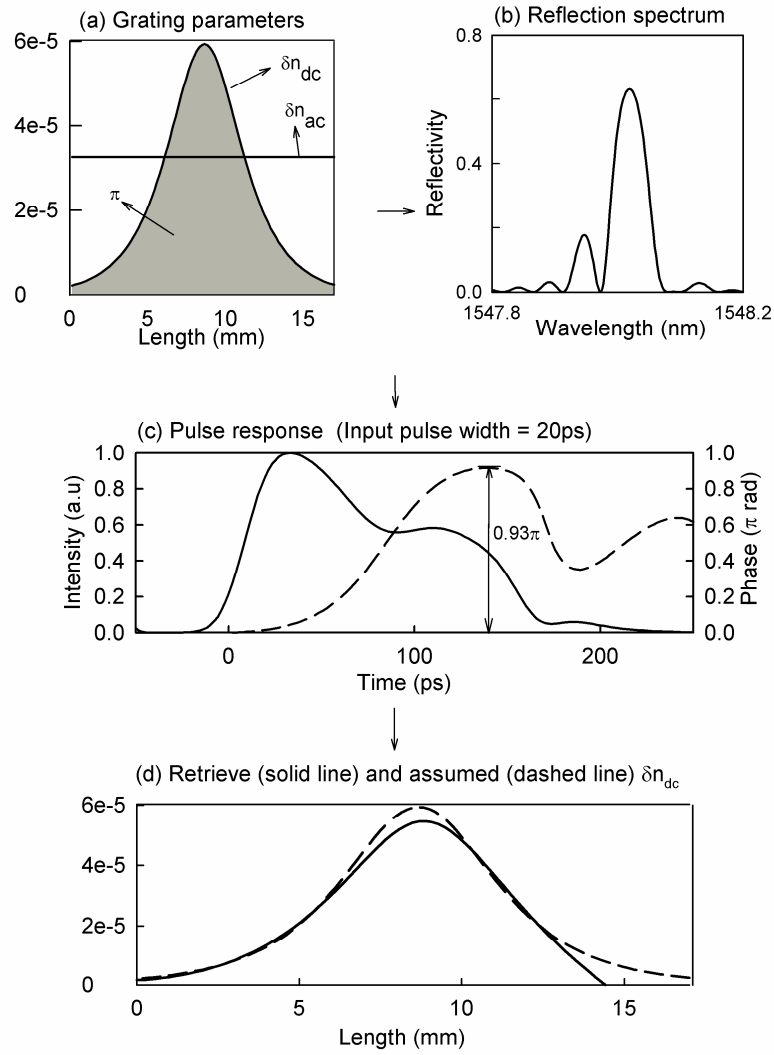 (a) Grating parameters
6e-5
4e-5
2e-5
0
δn_dc
δn_ac
π
0 5 10 15
Length (mm)
(b) Reflection spectrum
0.8
0.4
0.0
Reflectivity
1547.8 1548.2
Wavelength (nm)
(c) Pulse response (Input pulse width = 20ps)
1.0
0.8
0.6
0.4
0.2
0.0
Intensity (a.u)
0.93π
1.0
0.8
0.6
0.4
0.2
0.0
Phase (π rad)
0 100 200
Time (ps)
(d) Retrieve (solid line) and assumed (dashed line) δn_dc
6e-5
4e-5
2e-5
0
0 5 10 15
Length (mm)